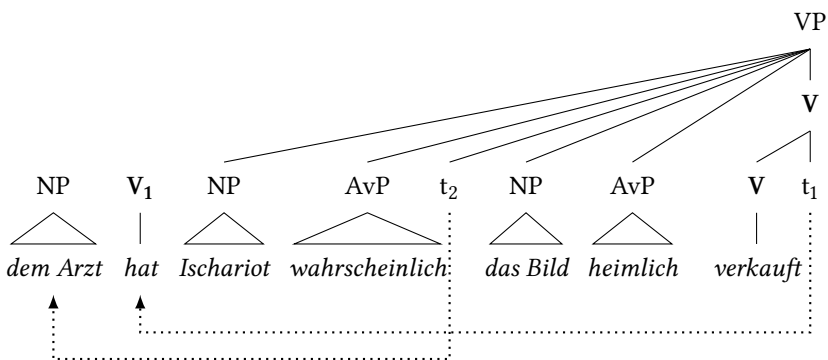 VP
V
NP V₁ NP AvP t₂ NP AvP V t₁
dem Arzt hat Ischariot wahrscheinlich das Bild heimlich verkauft